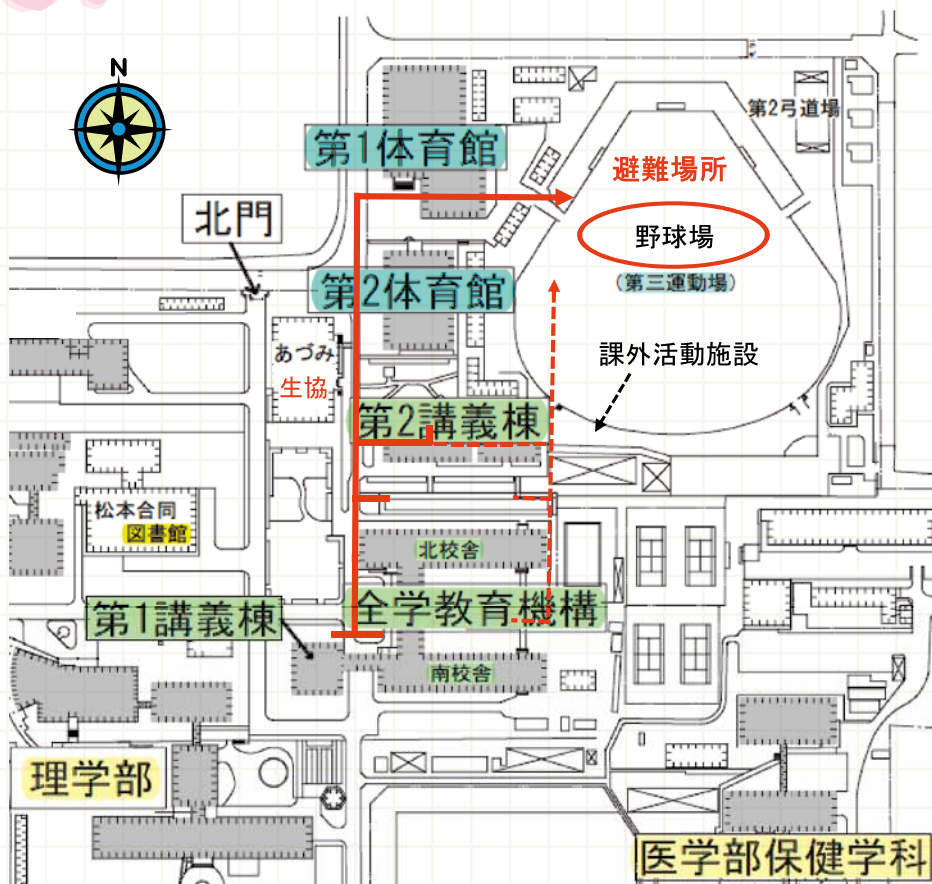 N
第2弓道場
第1体育館
避難場所
北門
野球場
第2体育館
(第三運動場)
あづみ
生協
課外活動施設
第2講義棟
松本合同
図書館
北校舎
全学教育機構
第1講義棟
南校舎
理学部
医学部保健学科